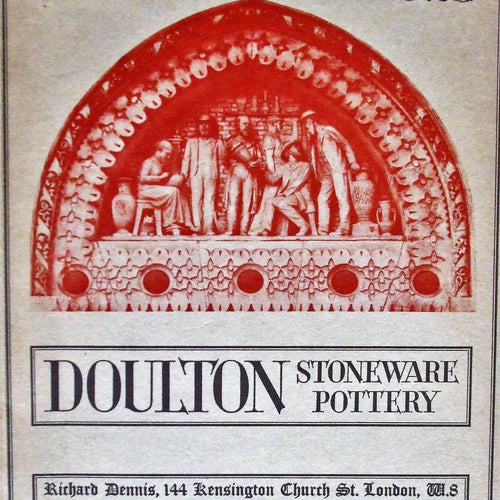 DOULTON STONEWARE
POTTERY
Richard Dennis, 144 Kensington Church St. London, W.8